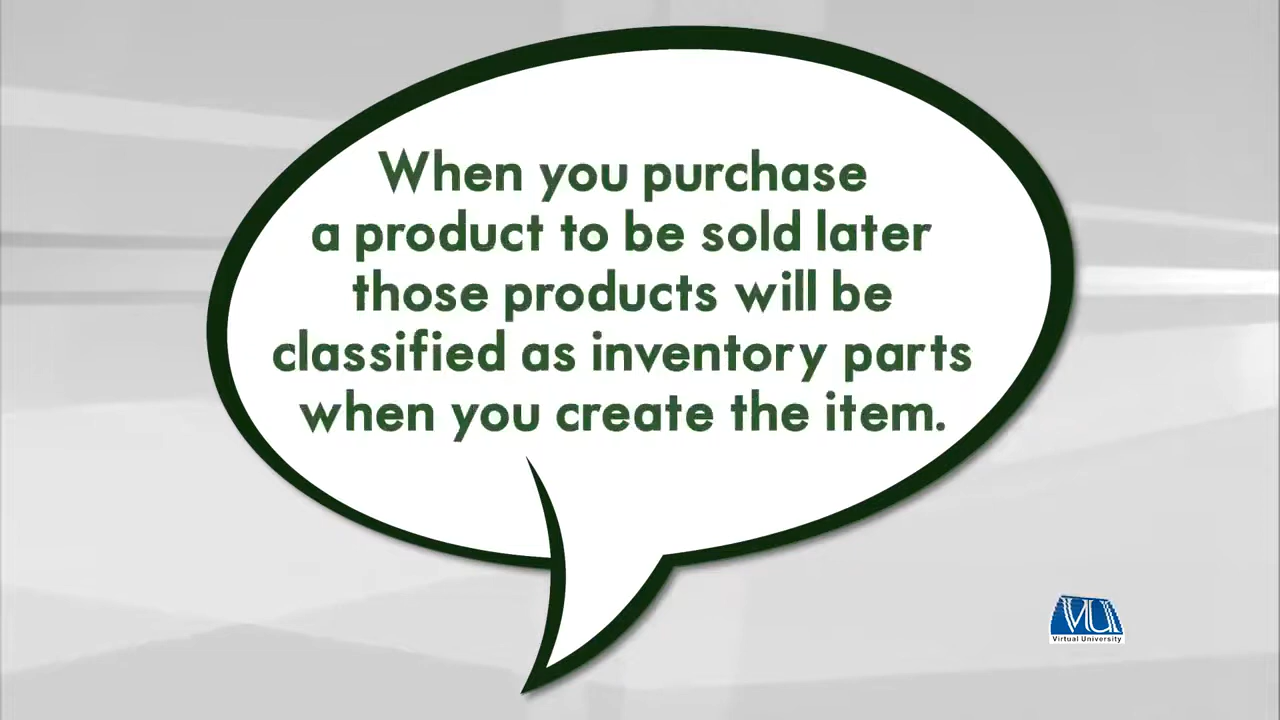 When you purchase
a product to be sold later
those products will be
classified as inventory parts
when you create the item.
VU
Virtual University